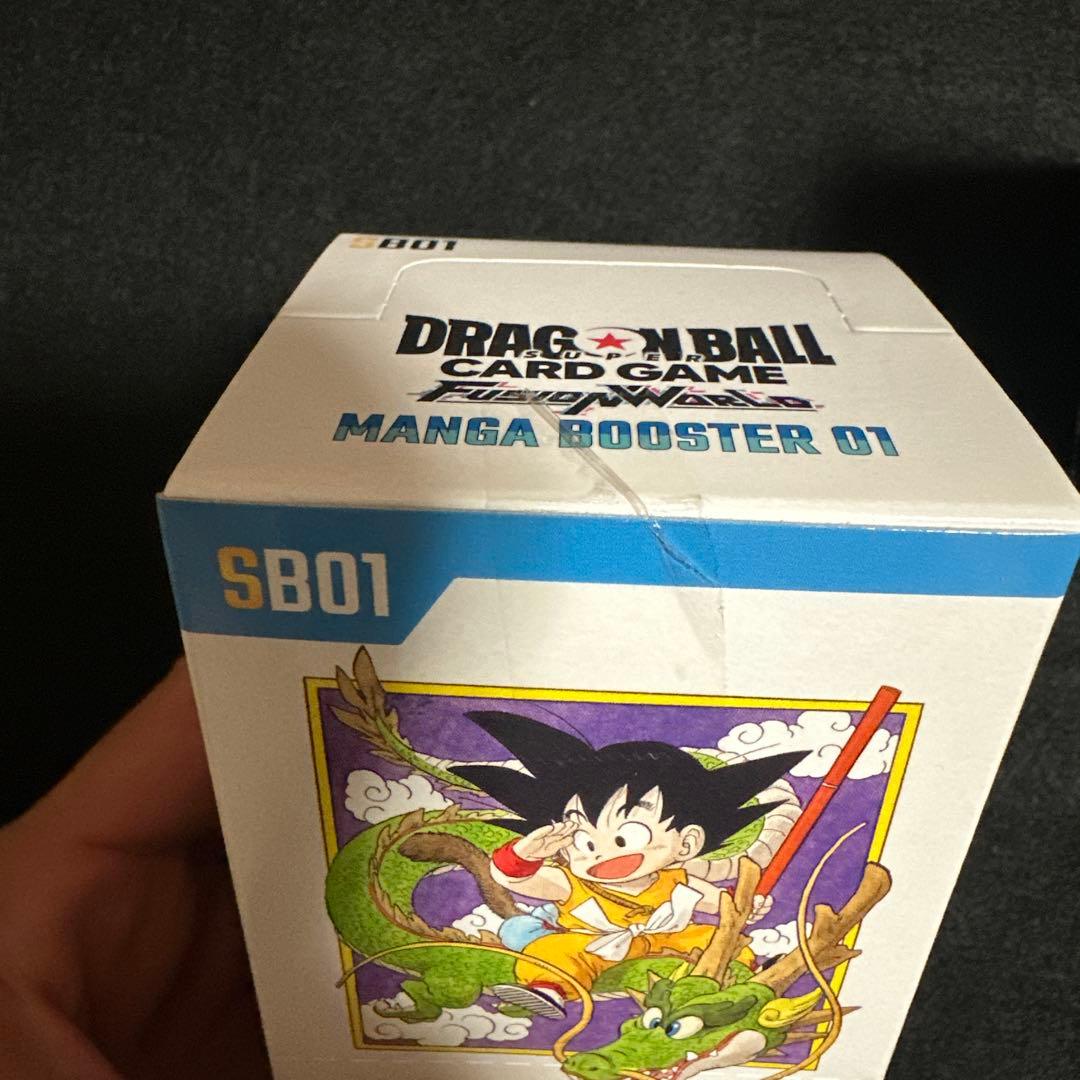 SB01
DRAGON BALL
SUPER
CARD GAME
FUSION WORLD
MANGA BOOSTER 01
SB01